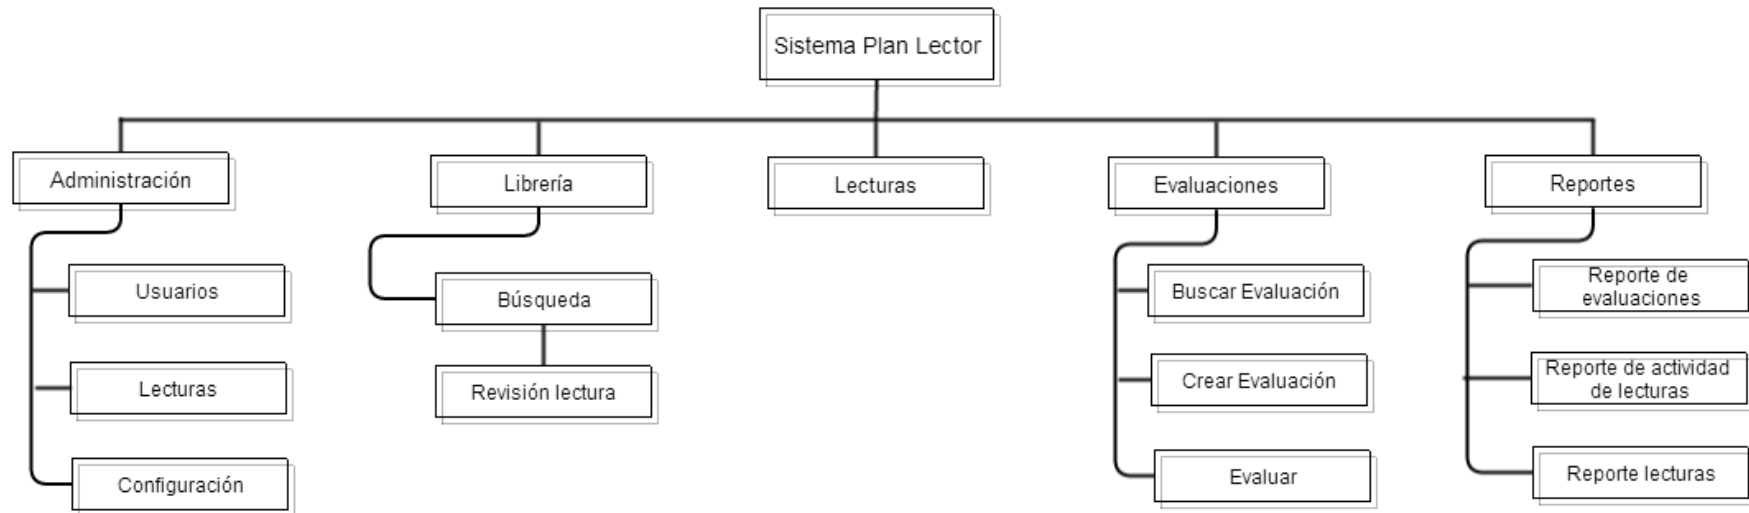 Sistema Plan Lector
Administración
Librería
Lecturas
Evaluaciones
Reportes
Usuarios
Lecturas
Configuración
Búsqueda
Revisión lectura
Buscar Evaluación
Crear Evaluación
Evaluar
Reporte de
evaluaciones
Reporte de actividad
de lecturas
Reporte lecturas